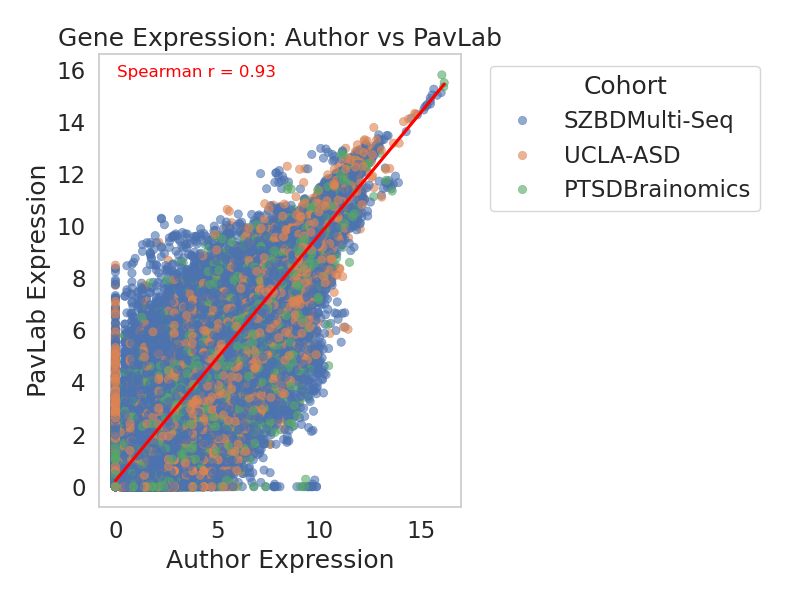 Gene Expression: Author vs PavLab
Spearman r = 0.93
PavLab Expression
16
14
12
10
8
6
4
2
0
0 5 10 15
Author Expression
Cohort
SZBDMulti-Seq
UCLA-ASD
PTSDBrainomics